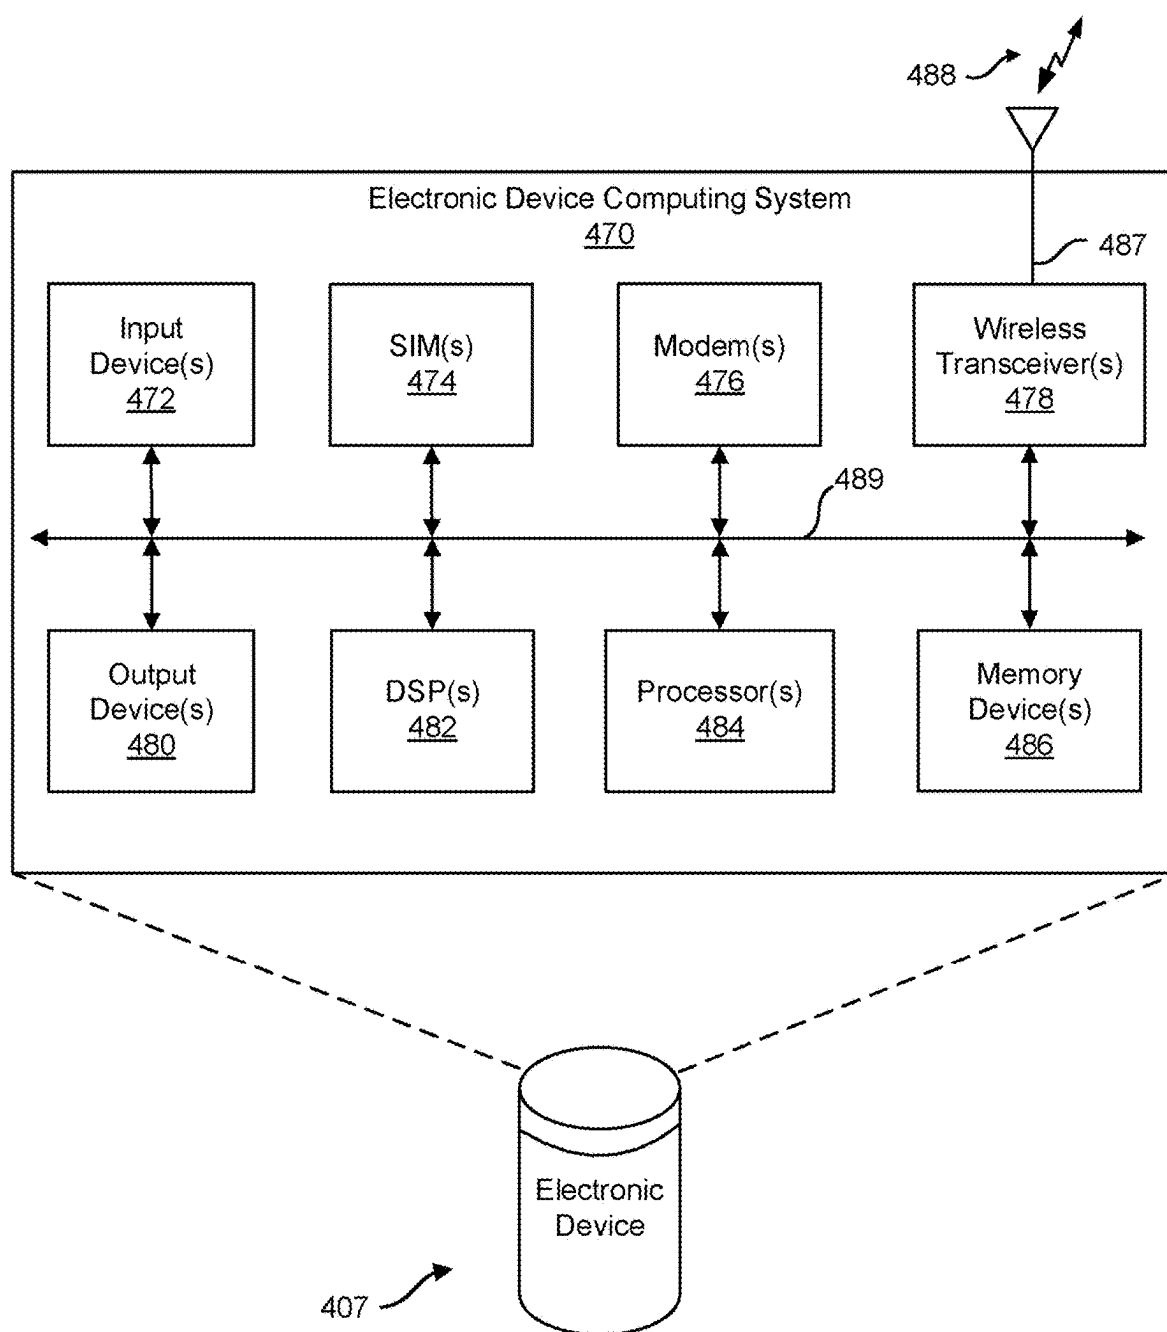 488
Electronic Device Computing System
470
487
Input
Device(s)
472
SIM(s)
474
Modem(s)
476
Wireless
Transceiver(s)
478
489
Output
Device(s)
480
DSP(s)
482
Processor(s)
484
Memory
Device(s)
486
Electronic
Device
407